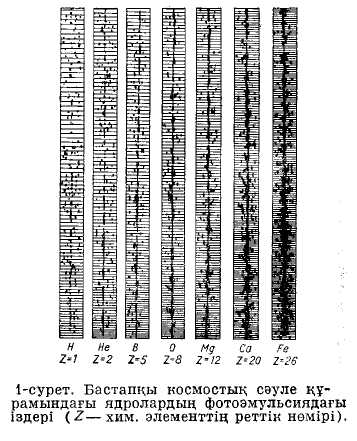 H He B O Mg Ca Fe
Z=1 Z=2 Z=5 Z=8 Z=12 Z=20 Z=26
1-сурет. Бастапқы космостық сәуле құ-
рамындағы ядролардың фотоэмульсиядағы
іздері (Z — хим. элементтің реттік нөмірі).